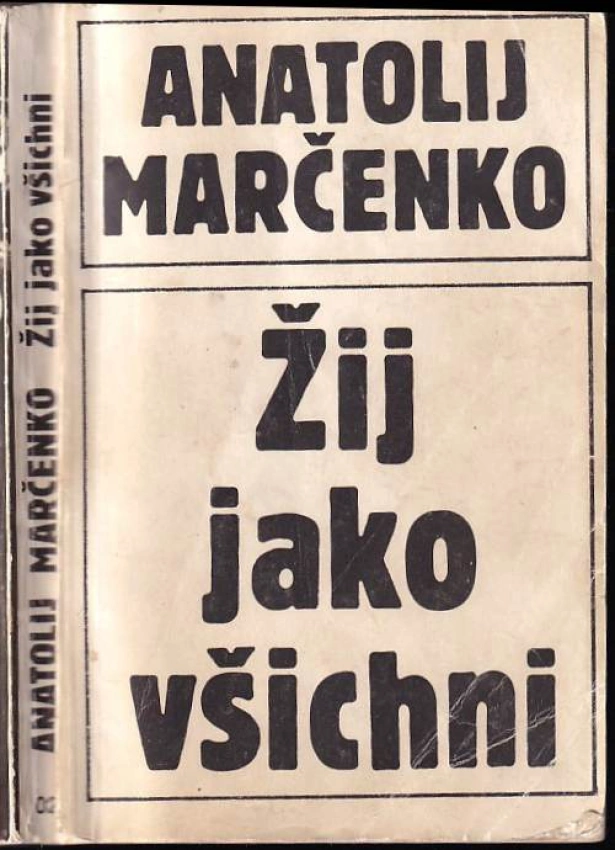 ANATOLIJ
MARČENKO
Žij
jako
všichni
ANATOLIJ MARČENKO Žij jako všichni